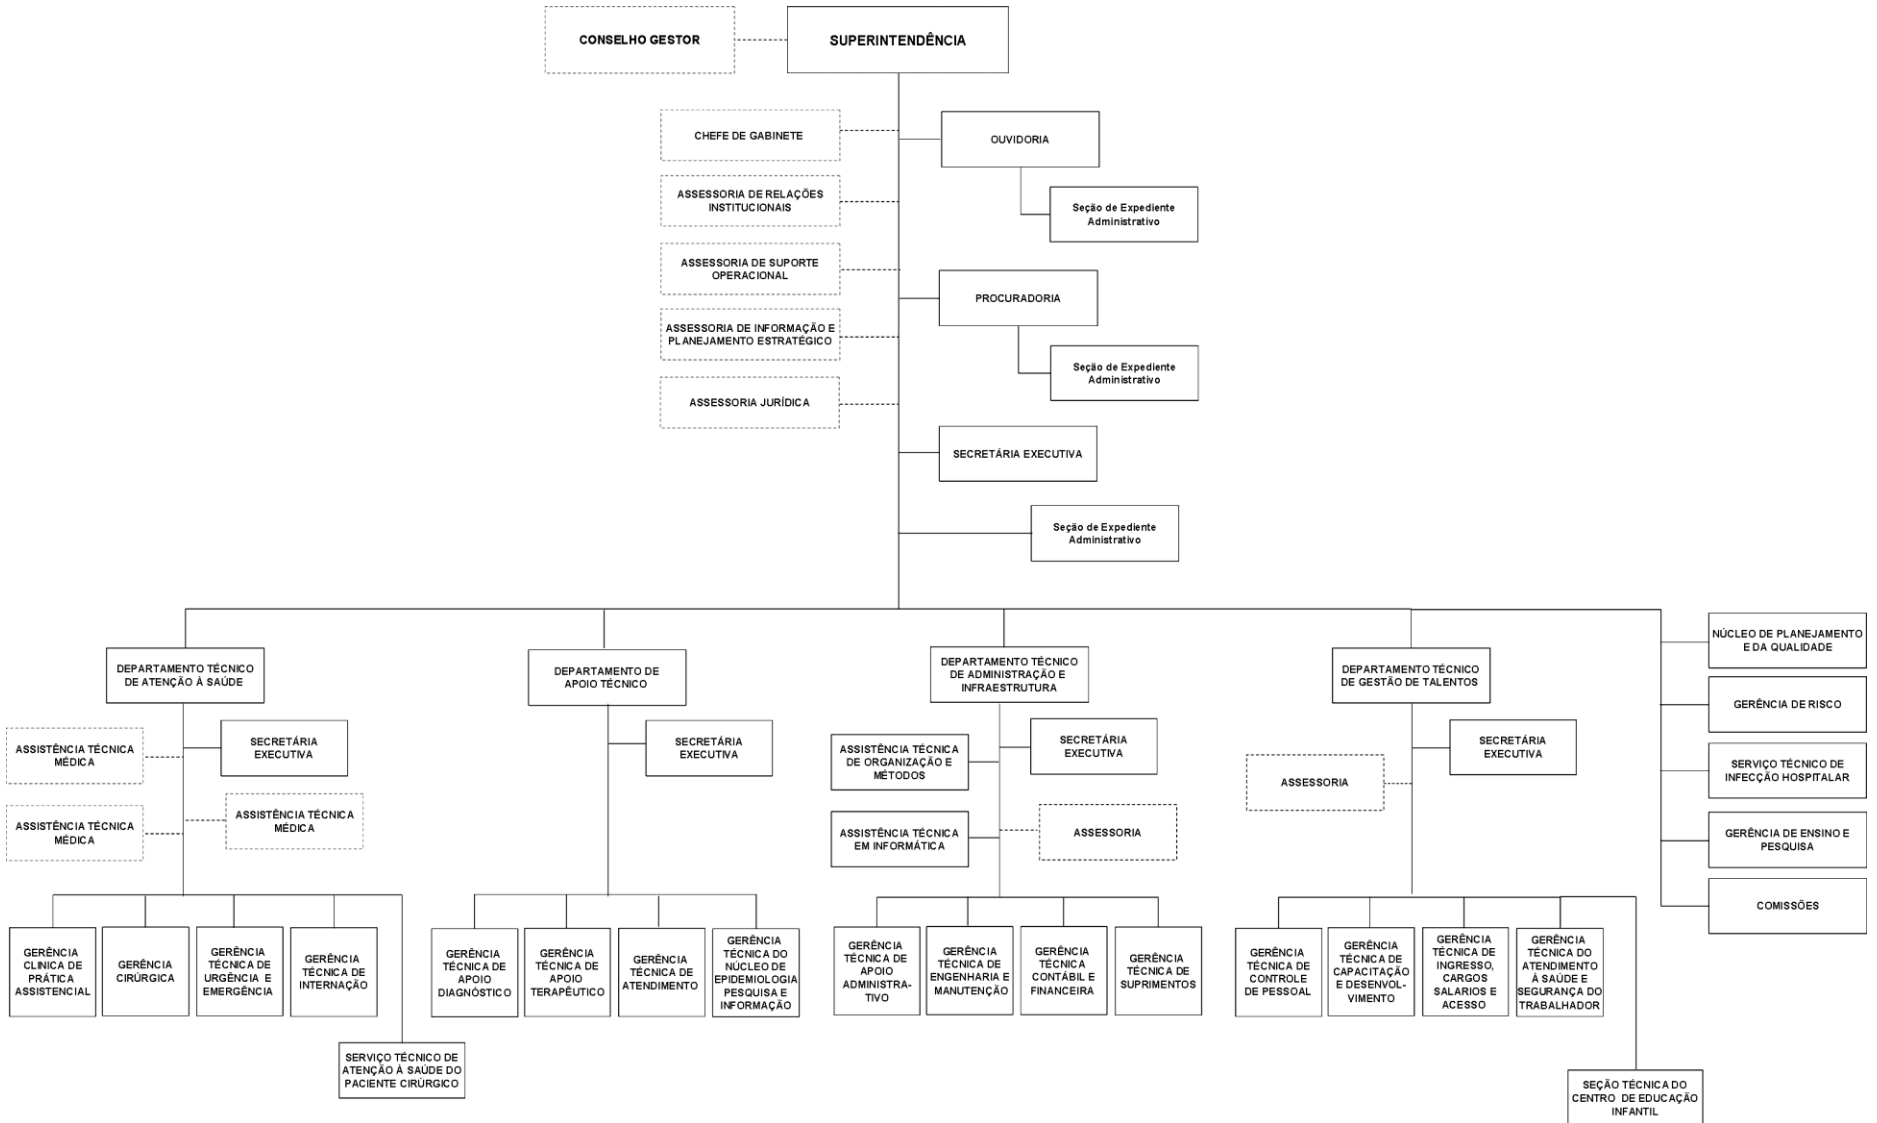 CONSELHO GESTOR
SUPERINTENDÊNCIA
CHEFE DE GABINETE
OUVIDORIA
ASSESSORIA DE RELAÇÕES
INSTITUCIONAIS
Seção de Expediente
Administrativo
ASSESSORIA DE SUPORTE
OPERACIONAL
PROCURADORIA
ASSESSORIA DE INFORMAÇÃO E
PLANEJAMENTO ESTRATÉGICO
Seção de Expediente
Administrativo
ASSESSORIA JURÍDICA
SECRETÁRIA EXECUTIVA
Seção de Expediente
Administrativo
DEPARTAMENTO TÉCNICO
DE ATENÇÃO À SAÚDE
DEPARTAMENTO DE
APOIO TÉCNICO
DEPARTAMENTO TÉCNICO
DE ADMINISTRAÇÃO E
INFRAESTRUTURA
DEPARTAMENTO TÉCNICO
DE GESTÃO DE TALENTOS
NÚCLEO DE PLANEJAMENTO
E DA QUALIDADE
GERÊNCIA DE RISCO
SERVIÇO TÉCNICO DE
INFECÇÃO HOSPITALAR
GERÊNCIA DE ENSINO E
PESQUISA
COMISSÕES
ASSISTÊNCIA TÉCNICA
MÉDICA
SECRETÁRIA
EXECUTIVA
ASSISTÊNCIA TÉCNICA
MÉDICA
ASSISTÊNCIA TÉCNICA
MÉDICA
SECRETÁRIA
EXECUTIVA
ASSISTÊNCIA TÉCNICA
DE ORGANIZAÇÃO E
MÉTODOS
SECRETÁRIA
EXECUTIVA
ASSISTÊNCIA TÉCNICA
EM INFORMÁTICA
ASSESSORIA
ASSESSORIA
SECRETÁRIA
EXECUTIVA
GERÊNCIA
CLINICA DE
PRÁTICA
ASSISTENCIAL
GERÊNCIA
CIRÚRGICA
GERÊNCIA
TÉCNICA DE
URGÊNCIA E
EMERGÊNCIA
GERÊNCIA
TÉCNICA DE
INTERNAÇÃO
SERVIÇO TÉCNICO DE
ATENÇÃO À SAÚDE DO
PACIENTE CIRÚRGICO
GERÊNCIA
TÉCNICA DE
APOIO
DIAGNÓSTICO
GERÊNCIA
TÉCNICA DE
APOIO
TERAPÊUTICO
GERÊNCIA
TÉCNICA DE
ATENDIMENTO
GERÊNCIA
TÉCNICA DO
NÚCLEO DE
EPIDEMIOLOGIA
PESQUISA E
INFORMAÇÃO
GERÊNCIA
TÉCNICA DE
APOIO
ADMINISTRA-
TIVO
GERÊNCIA
TÉCNICA DE
ENGENHARIA E
MANUTENÇÃO
GERÊNCIA
TÉCNICA
CONTÁBIL E
FINANCEIRA
GERÊNCIA
TÉCNICA DE
SUPRIMENTOS
GERÊNCIA
TÉCNICA DE
CONTROLE
DE PESSOAL
GERÊNCIA
TÉCNICA DE
CAPACITAÇÃO
E DESENVOL-
VIMENTO
GERÊNCIA
TÉCNICA DE
INGRESSO,
CARGOS
SALARIOS E
ACESSO
GERÊNCIA
TÉCNICA DO
ATENDIMENTO
À SAÚDE E
SEGURANÇA DO
TRABALHADOR
SEÇÃO TÉCNICA DO
CENTRO DE EDUCAÇÃO
INFANTIL